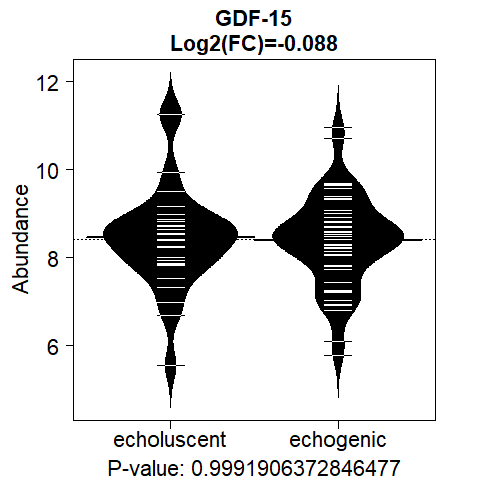 GDF-15
Log2(FC)=-0.088
Abundance
12
10
8
6
echoluscent echogenic
P-value: 0.9991906372846477